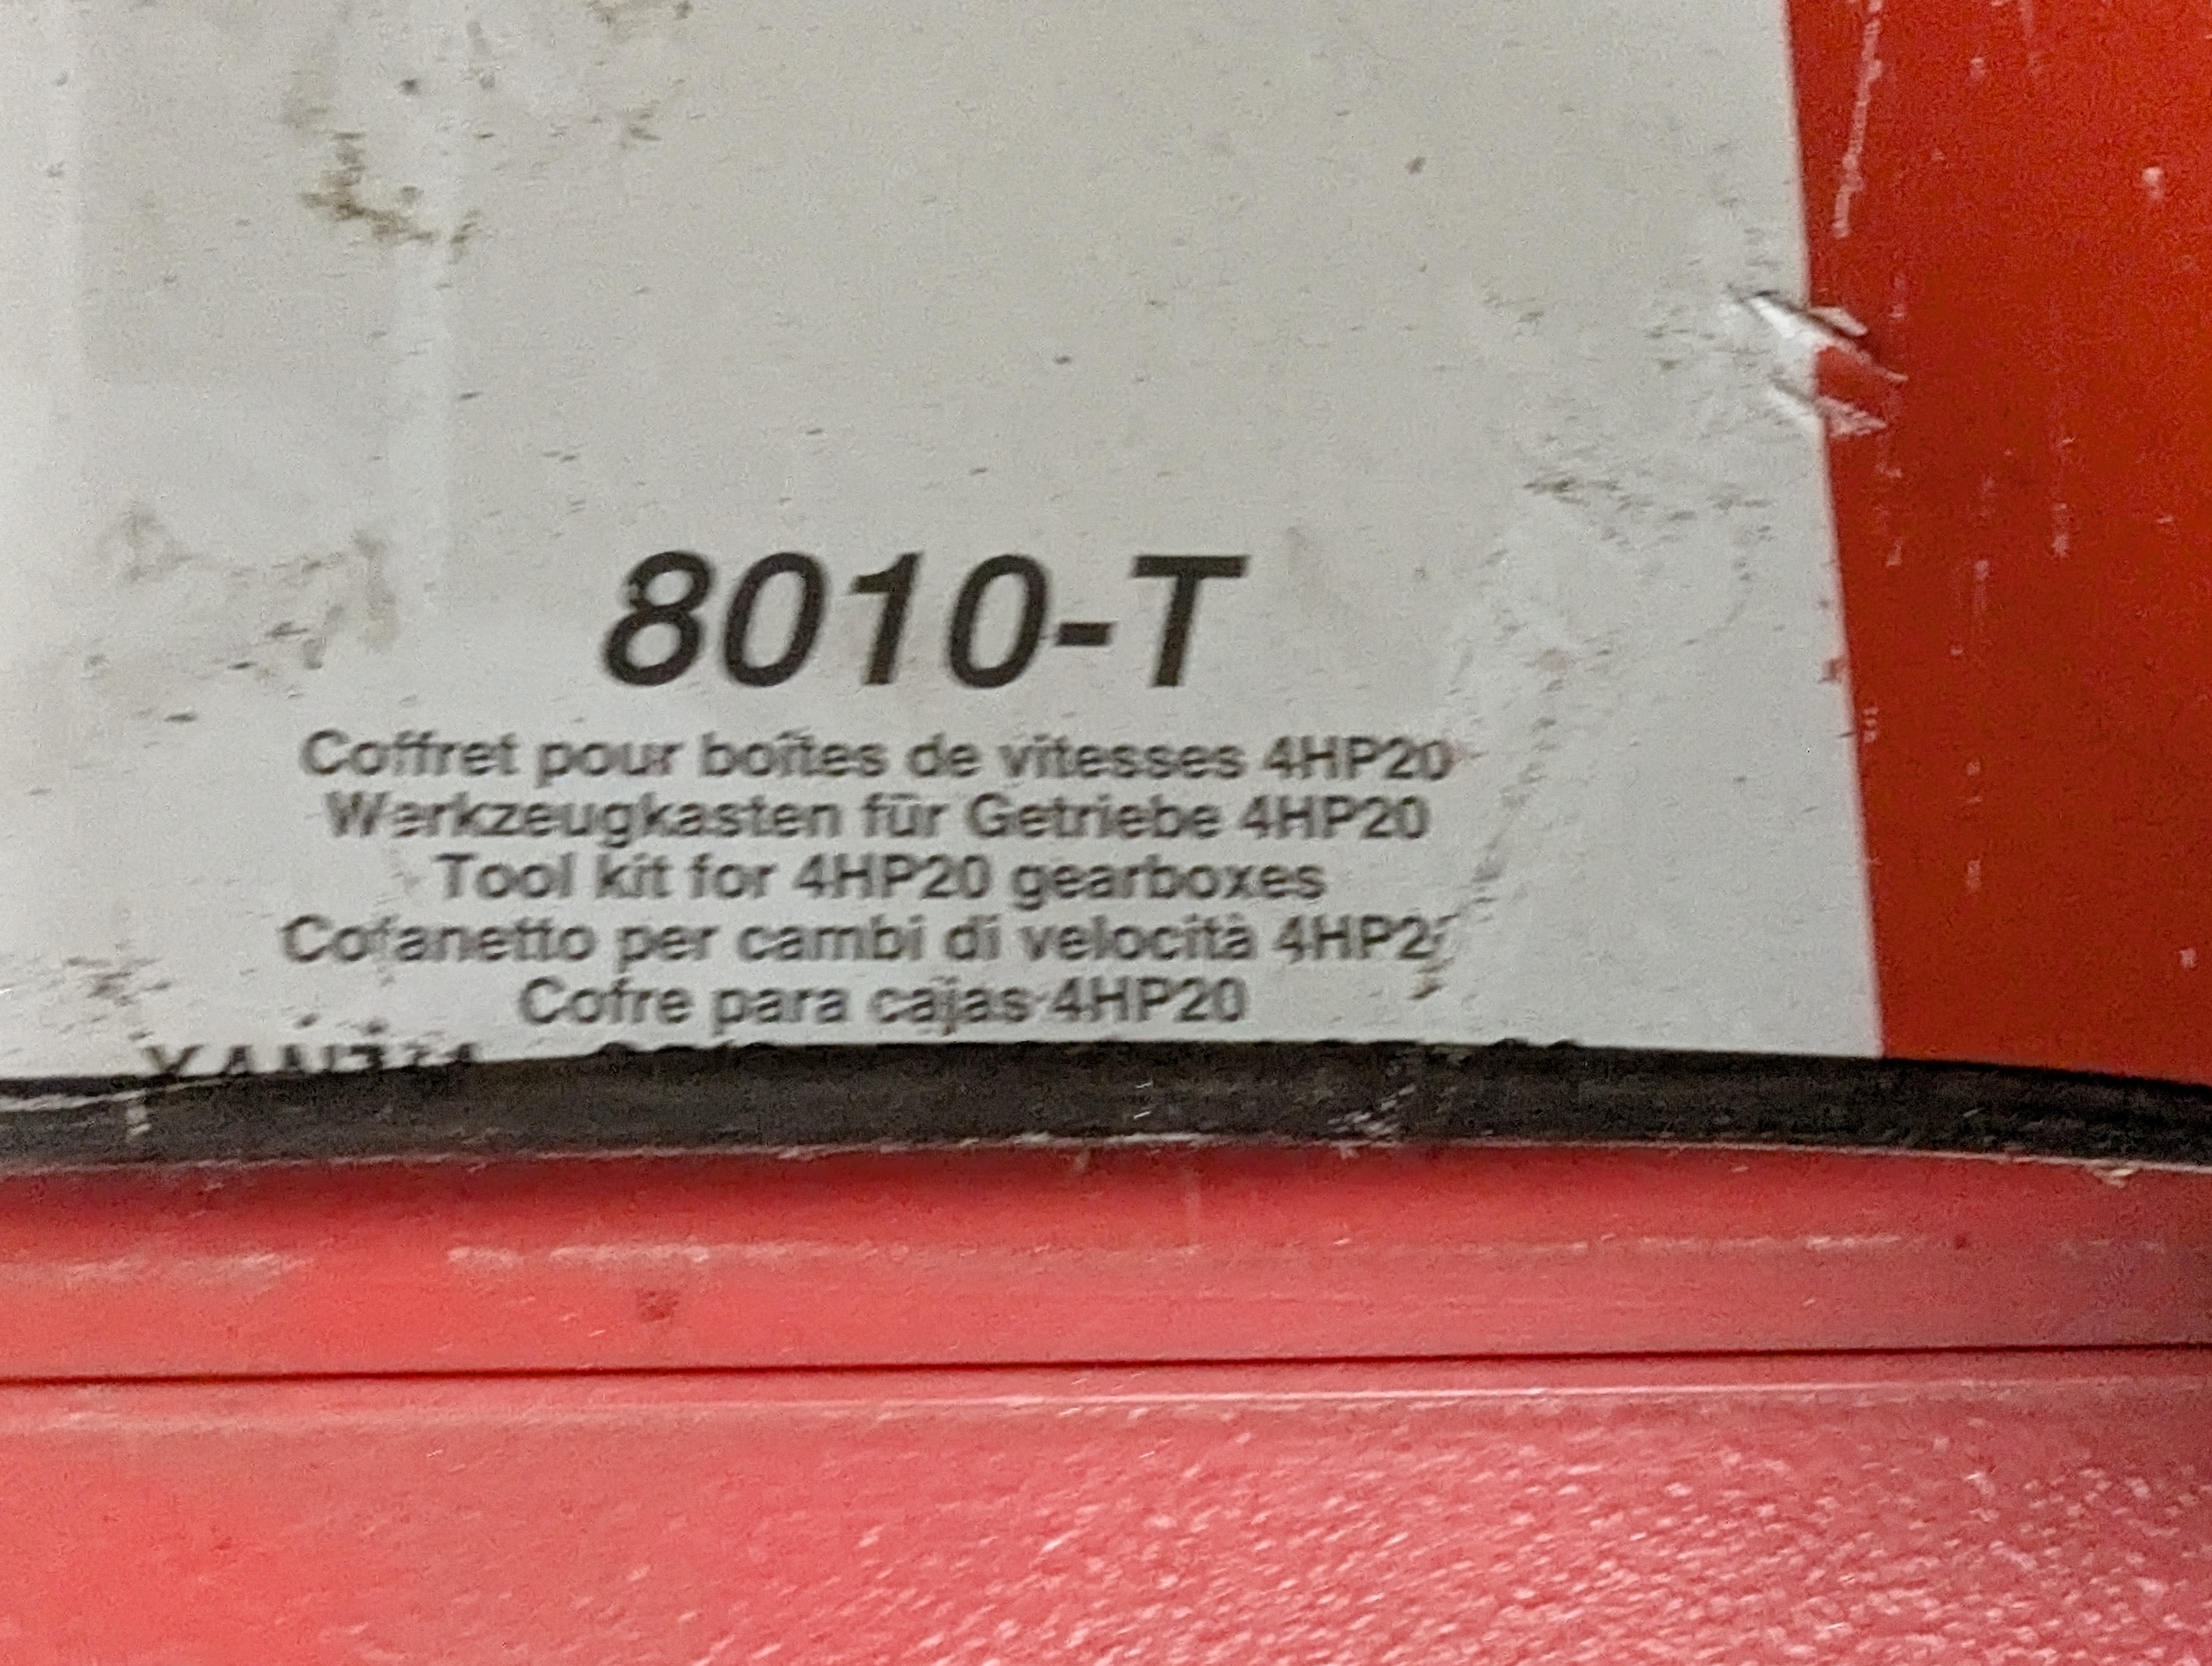 8010-T
Coffret pour boîtes de vitesses 4HP20
Werkzeugkasten für Getriebe 4HP20
Tool kit for 4HP20 gearboxes
Cofanetto per cambi di velocità 4HP2
Cofre para cajas 4HP20